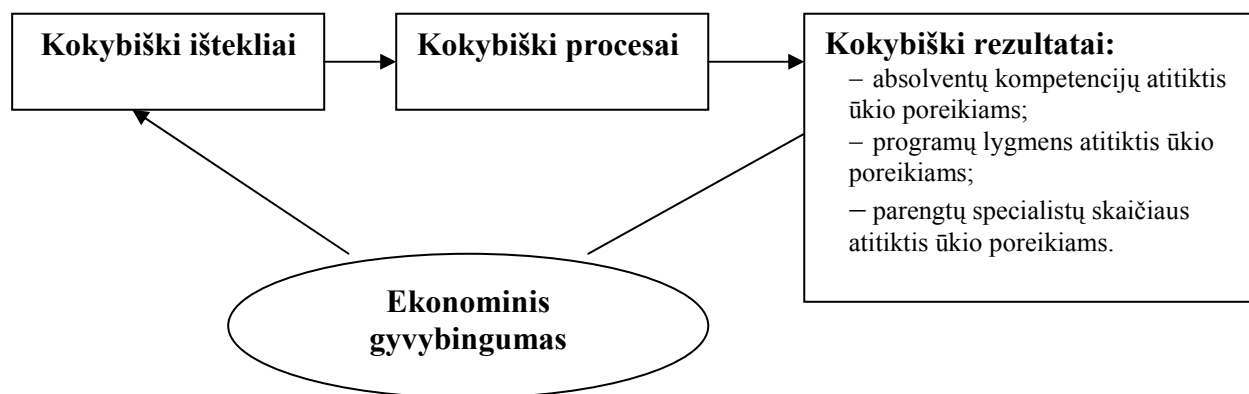 Kokybiški ištekliai
Kokybiški procesai
Kokybiški rezultatai:
– absolventų kompetencijų atitiktis
ūkio poreikiams;
– programų lygmens atitiktis ūkio
poreikiams;
– parengtų specialistų skaičiaus
atitiktis ūkio poreikiams.
Ekonominis
gyvybingumas